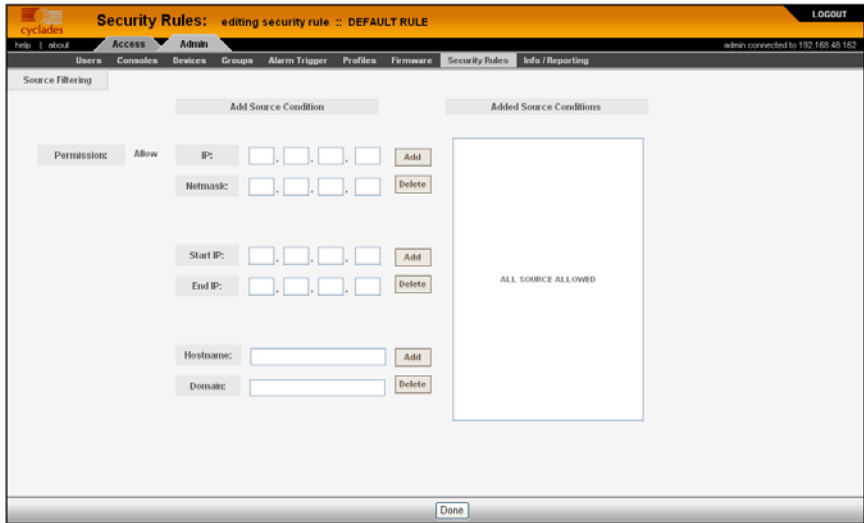 cyclades
Security Rules: editing security rule :: DEFAULT RULE
LOGOUT
help | about
Access Admin
admin connected to 192.168.48.162
Users Consoles Devices Groups Alarm Trigger Profiles Firmware Security Rules Info / Reporting
Source Filtering
Add Source Condition
Added Source Conditions
Permission: Allow
IP: . . . Add
Netmask: . . . Delete
Start IP: . . . Add
End IP: . . . Delete
ALL SOURCE ALLOWED
Hostname: Add
Domain: Delete
Done